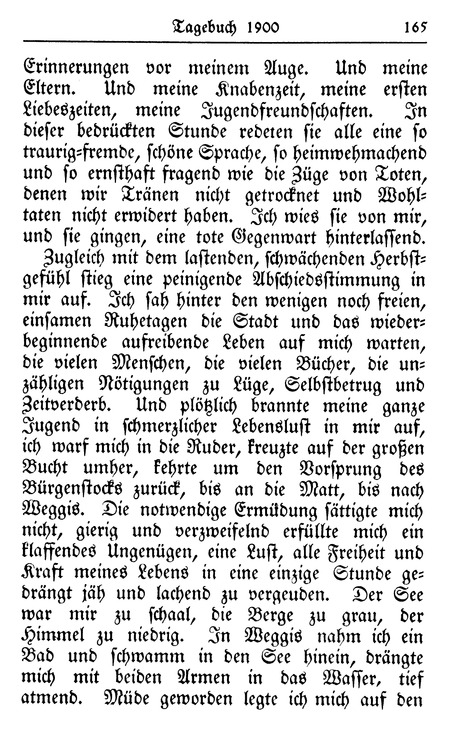 Tagebuch 1900 165
Erinnerungen vor meinem Auge. Und meine
Eltern. Und meine Knabenzeit, meine ersten
Liebeszeiten, meine Jugendfreundschaften. In
dieser bedrückten Stunde redeten sie alle eine so
traurig-fremde, schöne Sprache, so heimwehmachend
und so ernsthaft fragend wie die Züge von Toten,
denen wir Tränen nicht getrocknet und Wohl-
taten nicht erwidert haben. Ich wies sie von mir,
und sie gingen, eine tote Gegenwart hinterlassend.
Zugleich mit dem lastenden, schwächenden Herbst-
gefühl stieg eine peinigende Abschiedsstimmung in
mir auf. Ich sah hinter den wenigen noch freien,
einsamen Ruhetagen die Stadt und das wieder-
beginnende aufreibende Leben auf mich warten,
die vielen Menschen, die vielen Bücher, die un-
zähligen Nötigungen zu Lüge, Selbstbetrug und
Zeitverderb. Und plötzlich brannte meine ganze
Jugend in schmerzlicher Lebenslust in mir auf,
ich warf mich in die Ruder, kreuzte auf der großen
Bucht umher, kehrte um den Vorsprung des
Bürgenstocks zurück, bis an die Matt, bis nach
Weggis. Die notwendige Ermüdung sättigte mich
nicht, gierig und verzweifelnd erfüllte mich ein
klaffendes Ungenügen, eine Lust, alle Freiheit und
Kraft meines Lebens in eine einzige Stunde ge-
drängt jäh und lachend zu vergeuden. Der See
war mir zu schaal, die Berge zu grau, der
Himmel zu niedrig. In Weggis nahm ich ein
Bad und schwamm in den See hinein, drängte
mich mit beiden Armen in das Wasser, tief
atmend. Müde geworden legte ich mich auf den